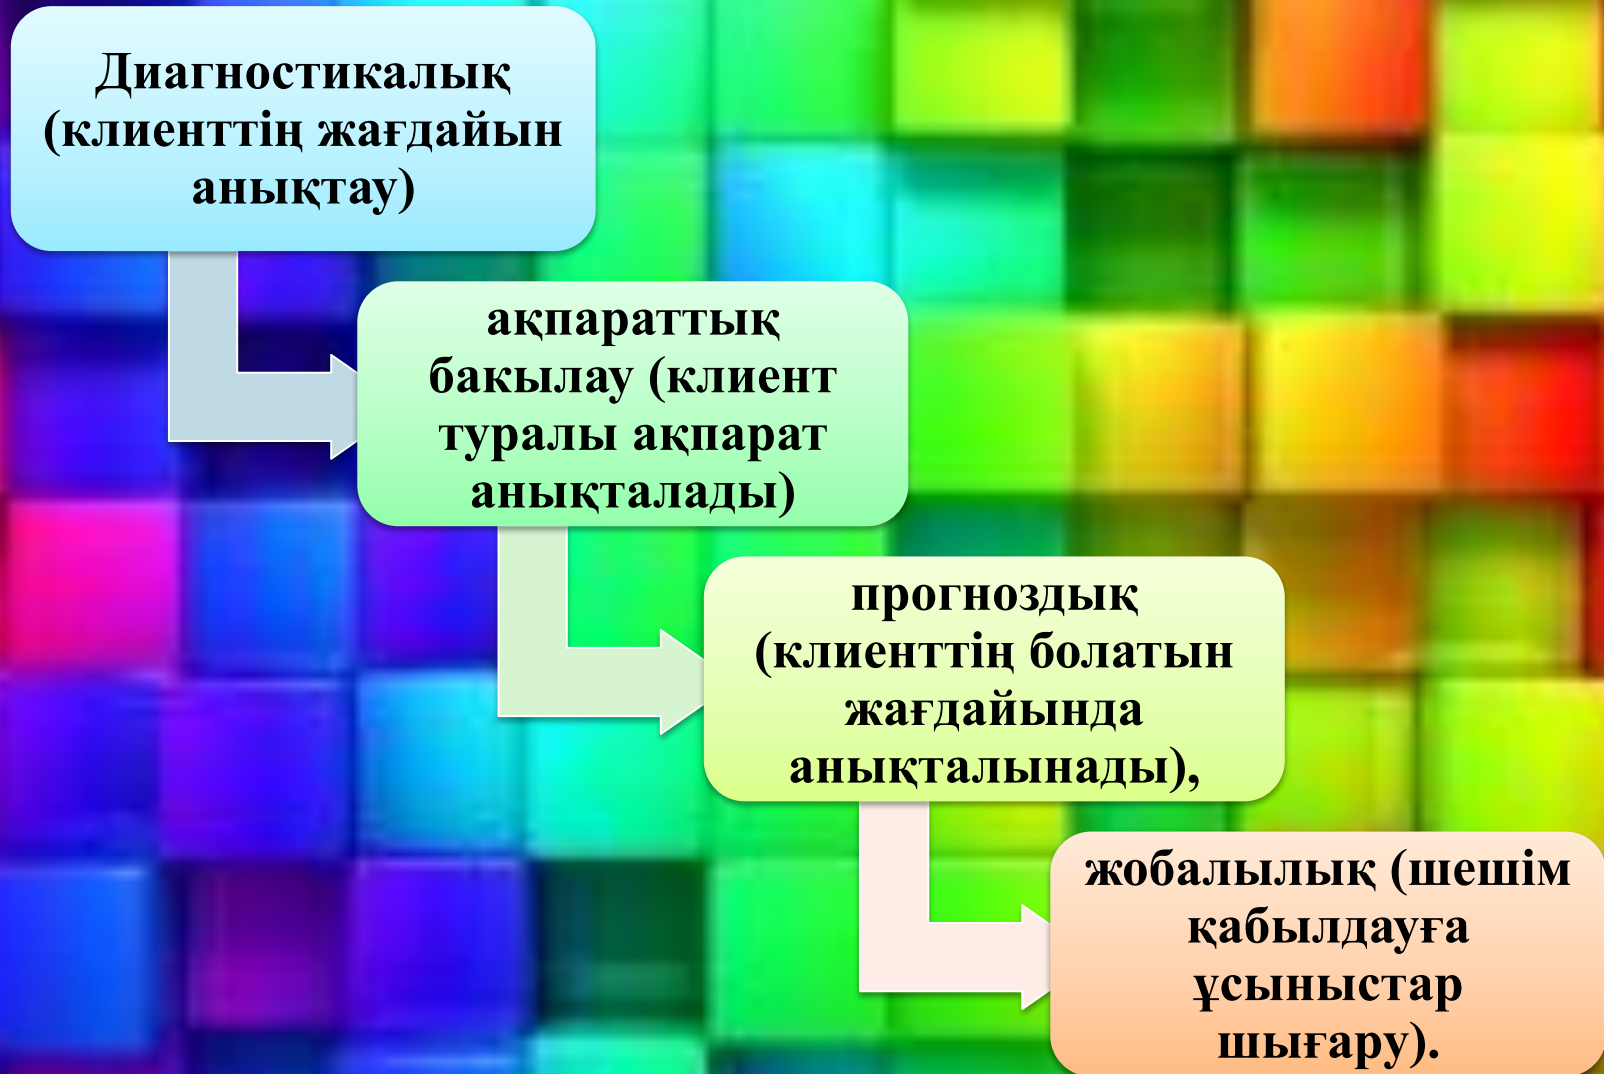 Диагностикалық
(клиенттің жағдайын
анықтау)
ақпараттық
бакылау (клиент
туралы ақпарат
анықталады)
прогноздық
(клиенттің болатын
жағдайында
анықталынады),
жобалылық (шешім
қабылдауға
ұсыныстар
шығару).